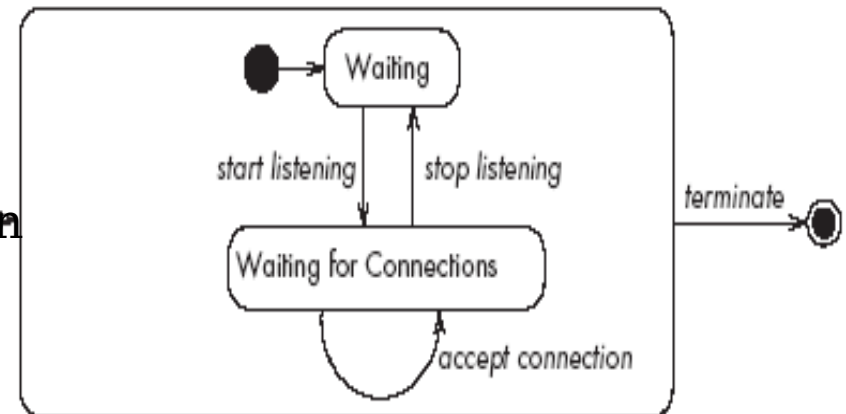 Waiting
start listening
stop listening
terminate
n
Waiting for Connections
accept connection